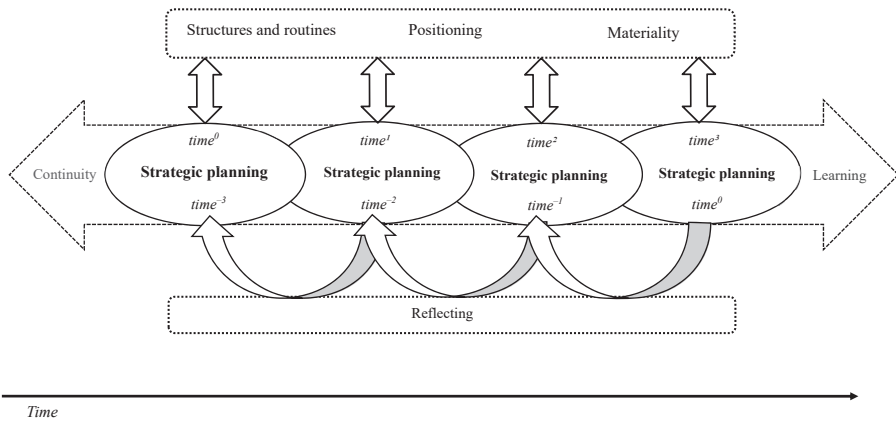 Structures and routines Positioning Materiality
time⁰ time¹ time² time³
Continuity Strategic planning Strategic planning Strategic planning Strategic planning Learning
time⁻³ time⁻² time⁻¹ time⁰
Reflecting
Time